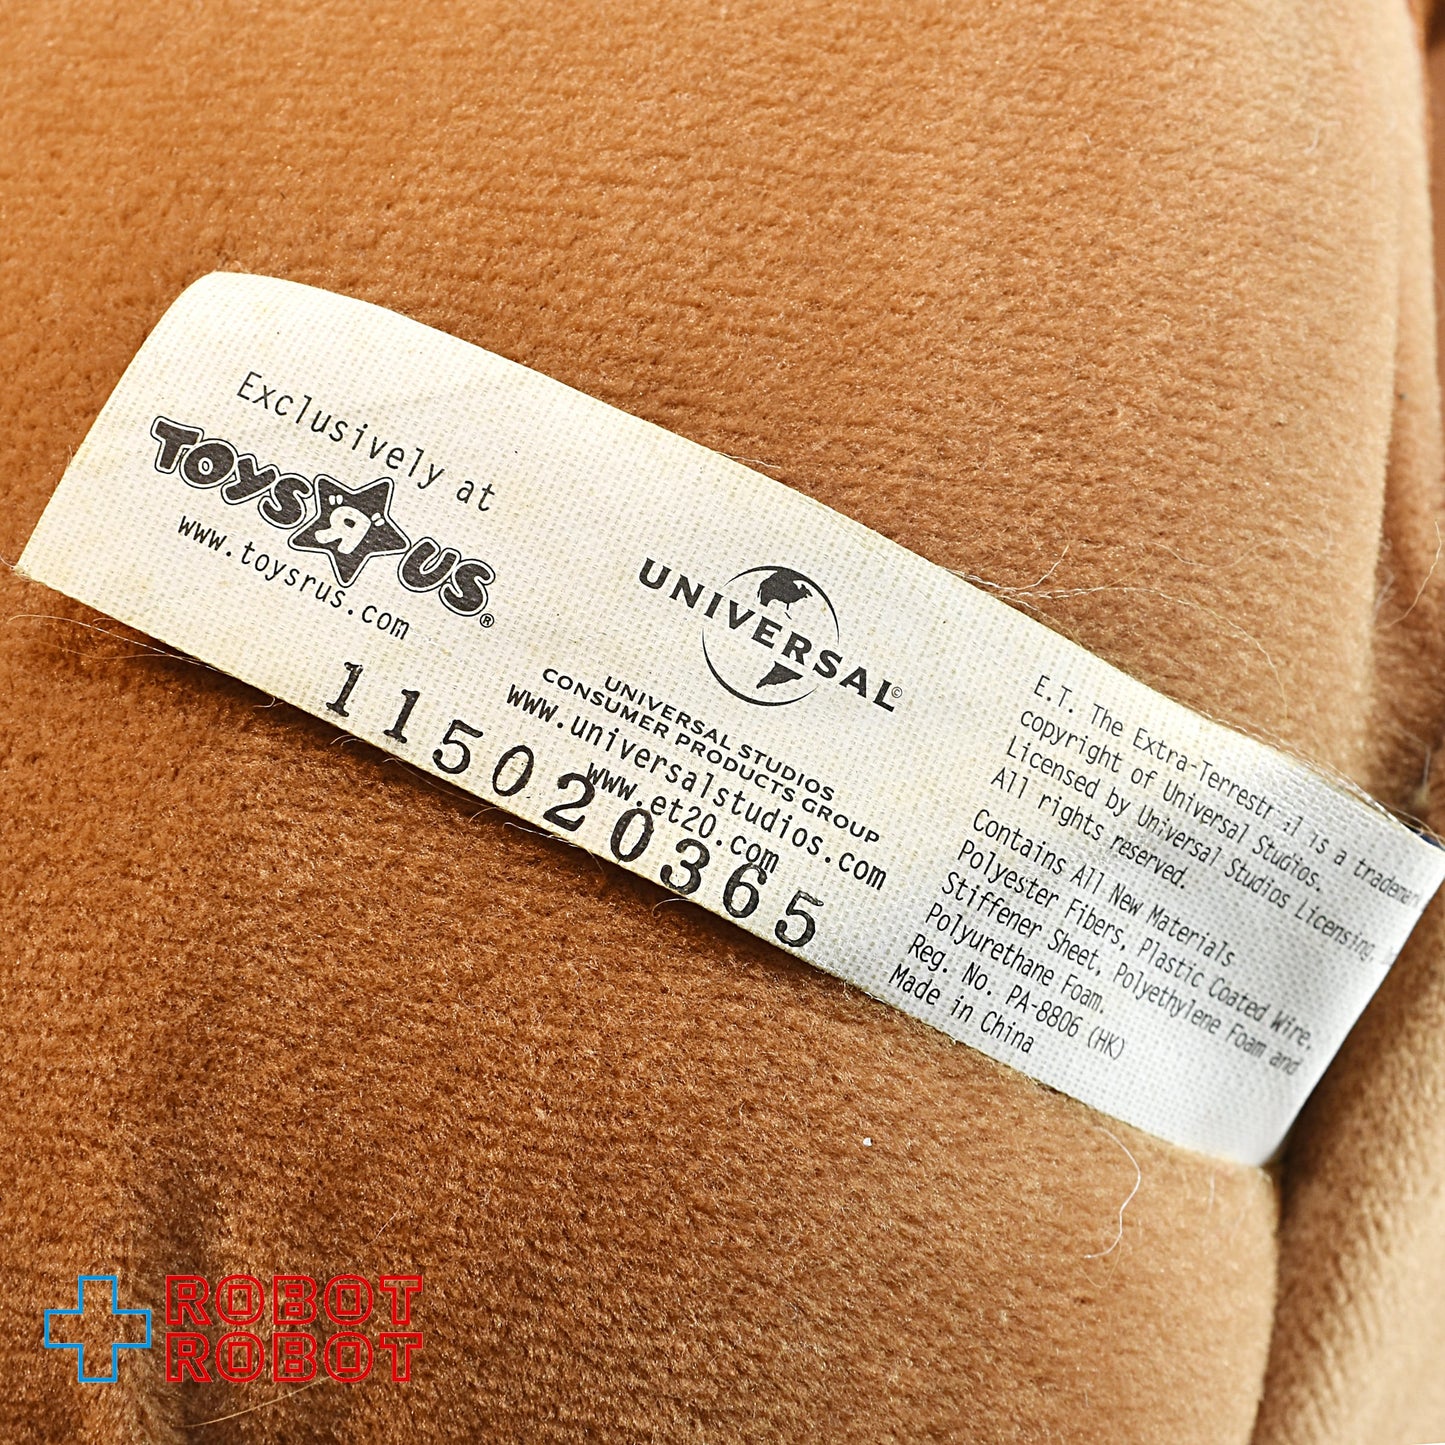 Exclusively at
TOYS "R" US®
www.toysrus.com
UNIVERSAL©
UNIVERSAL STUDIOS
CONSUMER PRODUCTS GROUP
www.universalstudios.com
www.et20.com
115020365
E.T. The Extra-Terrestrial is a
copyright of Universal Studios.
Licensed by Universal Studios Licensing,
All rights reserved.
Contains All New Materials
Polyester Fibers, Plastic Coated Wire,
Stiffener Sheet, Polyethylene Foam and
Polyurethane Foam.
Reg. No. PA-8806 (HK)
Made in China
ROBOT
ROBOT